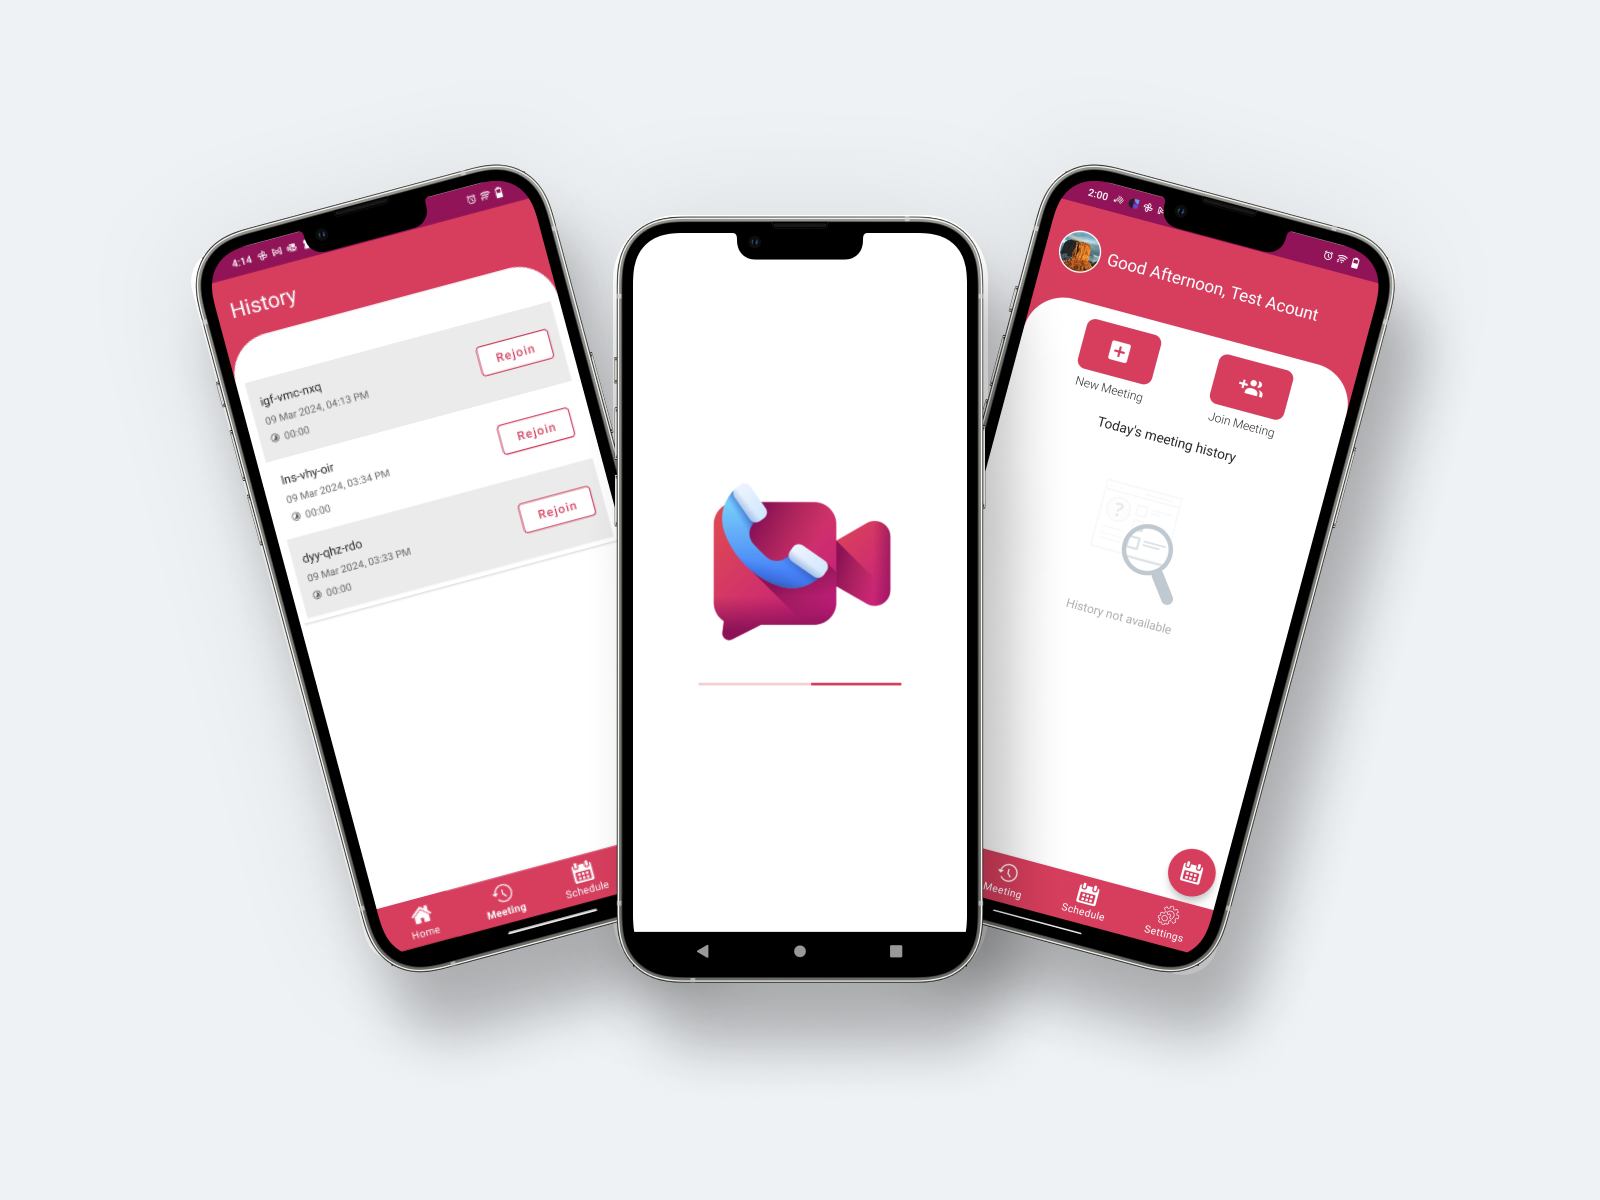 4:14
History
igf-vmc-nxq
09 Mar 2024, 04:13 PM
00:00
Rejoin
lns-vhy-oir
09 Mar 2024, 03:34 PM
00:00
Rejoin
dyy-qhz-rdo
09 Mar 2024, 03:33 PM
00:00
Rejoin
Home
Meeting
Schedule
2:00
Good Afternoon, Test Acount
New Meeting
Join Meeting
Today's meeting history
?
History not available
Meeting
Schedule
Settings